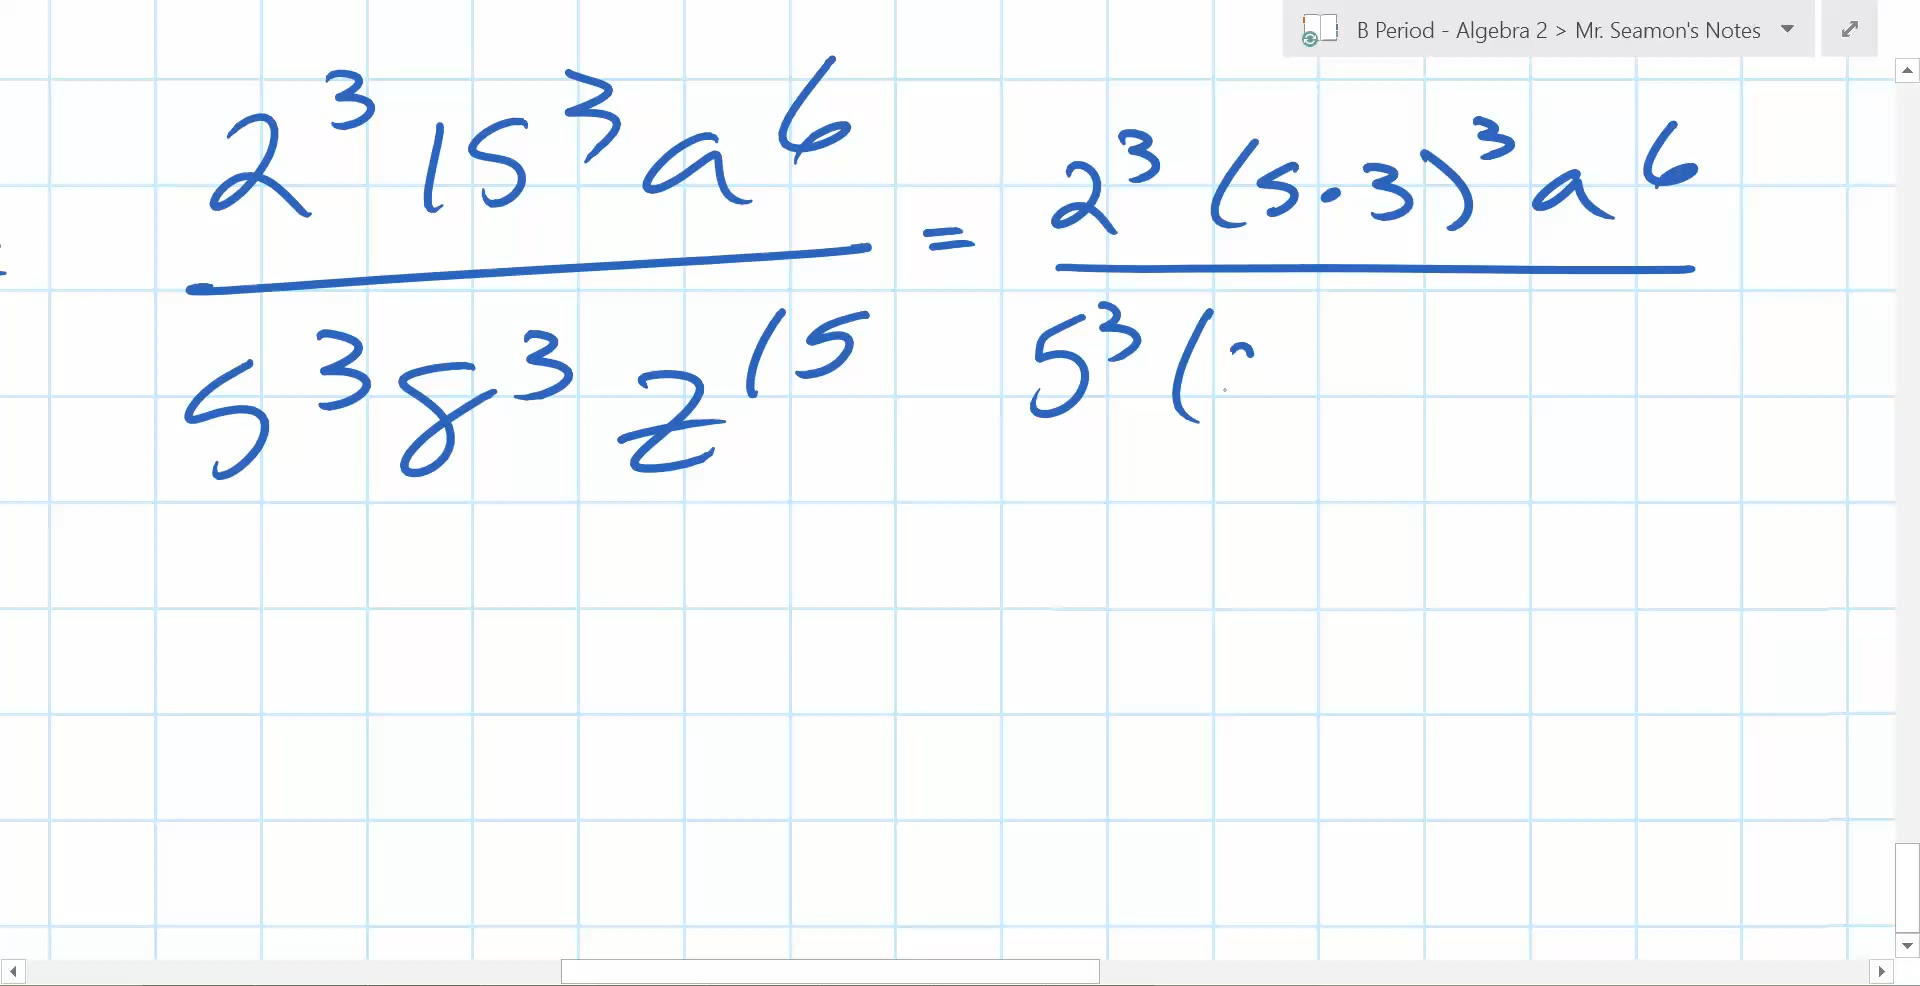 B Period - Algebra 2 > Mr. Seamon's Notes
2³ 15³ a⁶ = 2³ (5·3)³ a⁶
5³ 8³ z¹⁵ 5³ (